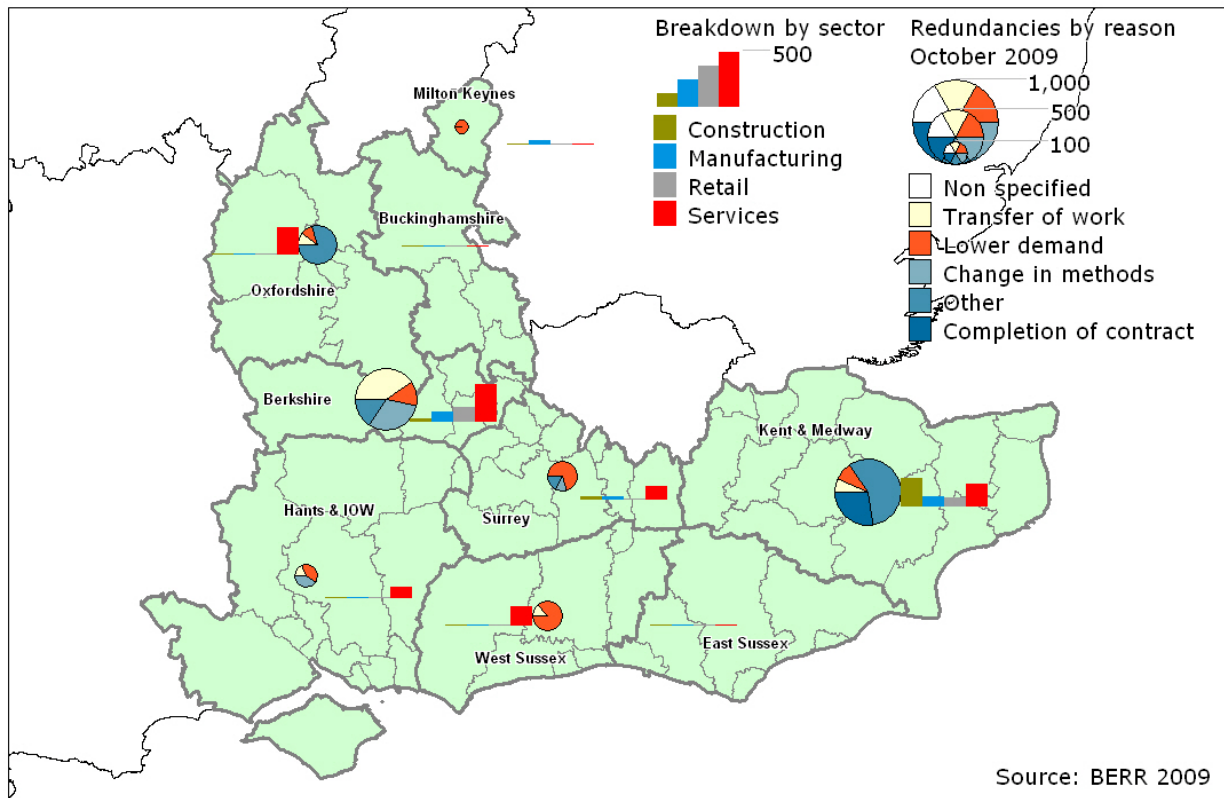 Breakdown by sector
500
Construction
Manufacturing
Retail
Services
Redundancies by reason
October 2009
1,000
500
100
Non specified
Transfer of work
Lower demand
Change in methods
Other
Completion of contract
Milton Keynes
Buckinghamshire
Oxfordshire
Berkshire
Kent & Medway
Hants & IOW
Surrey
West Sussex
East Sussex
Source: BERR 2009